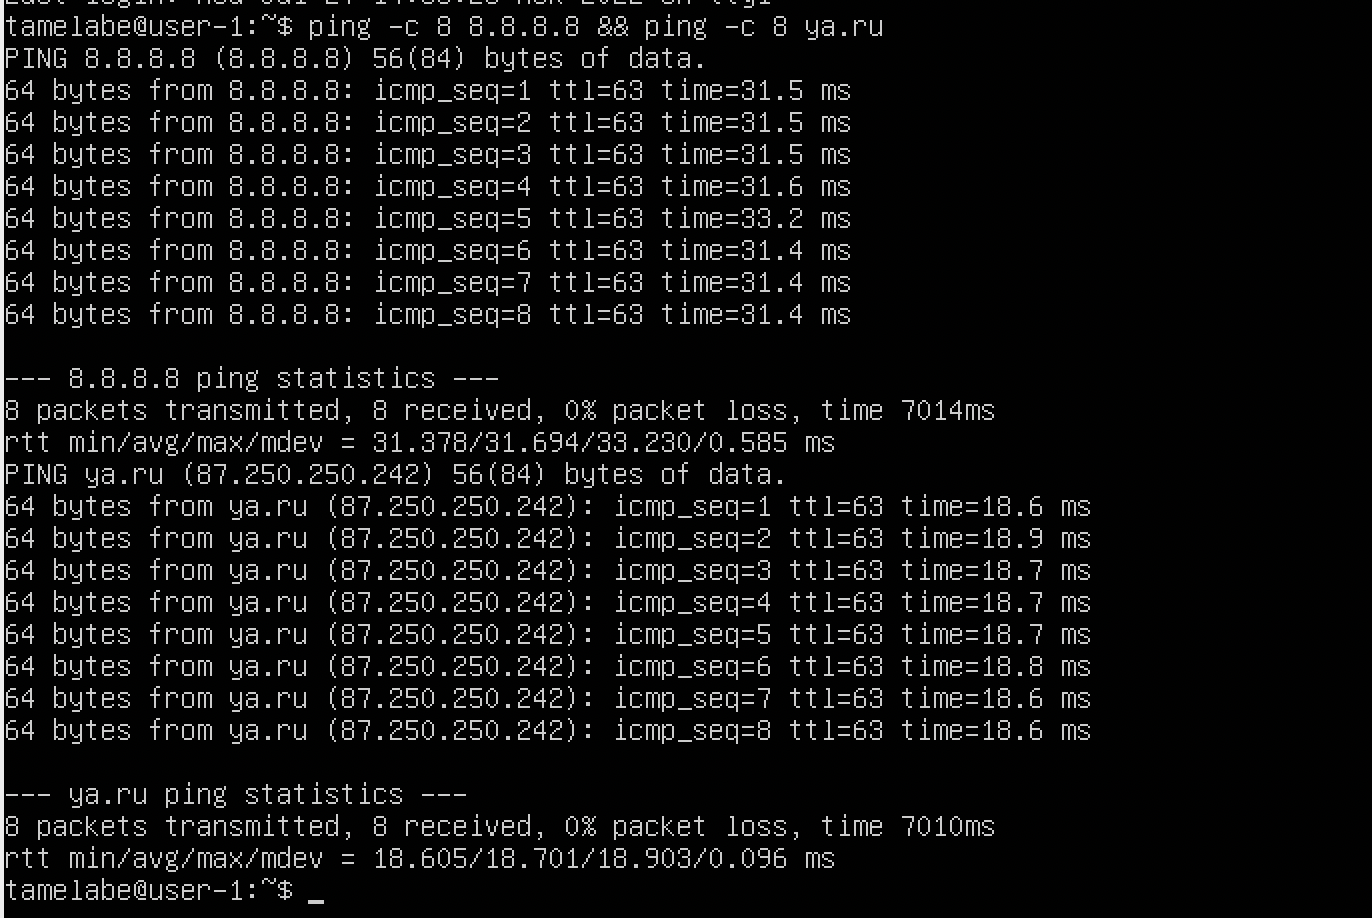 tamelabe@user-1:~$ ping -c 8 8.8.8.8 && ping -c 8 ya.ru
PING 8.8.8.8 (8.8.8.8) 56(84) bytes of data.
64 bytes from 8.8.8.8: icmp_seq=1 ttl=63 time=31.5 ms
64 bytes from 8.8.8.8: icmp_seq=2 ttl=63 time=31.5 ms
64 bytes from 8.8.8.8: icmp_seq=3 ttl=63 time=31.5 ms
64 bytes from 8.8.8.8: icmp_seq=4 ttl=63 time=31.6 ms
64 bytes from 8.8.8.8: icmp_seq=5 ttl=63 time=33.2 ms
64 bytes from 8.8.8.8: icmp_seq=6 ttl=63 time=31.4 ms
64 bytes from 8.8.8.8: icmp_seq=7 ttl=63 time=31.4 ms
64 bytes from 8.8.8.8: icmp_seq=8 ttl=63 time=31.4 ms
--- 8.8.8.8 ping statistics ---
8 packets transmitted, 8 received, 0% packet loss, time 7014ms
rtt min/avg/max/mdev = 31.378/31.694/33.230/0.585 ms
PING ya.ru (87.250.250.242) 56(84) bytes of data.
64 bytes from ya.ru (87.250.250.242): icmp_seq=1 ttl=63 time=18.6 ms
64 bytes from ya.ru (87.250.250.242): icmp_seq=2 ttl=63 time=18.9 ms
64 bytes from ya.ru (87.250.250.242): icmp_seq=3 ttl=63 time=18.7 ms
64 bytes from ya.ru (87.250.250.242): icmp_seq=4 ttl=63 time=18.7 ms
64 bytes from ya.ru (87.250.250.242): icmp_seq=5 ttl=63 time=18.7 ms
64 bytes from ya.ru (87.250.250.242): icmp_seq=6 ttl=63 time=18.8 ms
64 bytes from ya.ru (87.250.250.242): icmp_seq=7 ttl=63 time=18.6 ms
64 bytes from ya.ru (87.250.250.242): icmp_seq=8 ttl=63 time=18.6 ms
--- ya.ru ping statistics ---
8 packets transmitted, 8 received, 0% packet loss, time 7010ms
rtt min/avg/max/mdev = 18.605/18.701/18.903/0.096 ms
tamelabe@user-1:~$ _